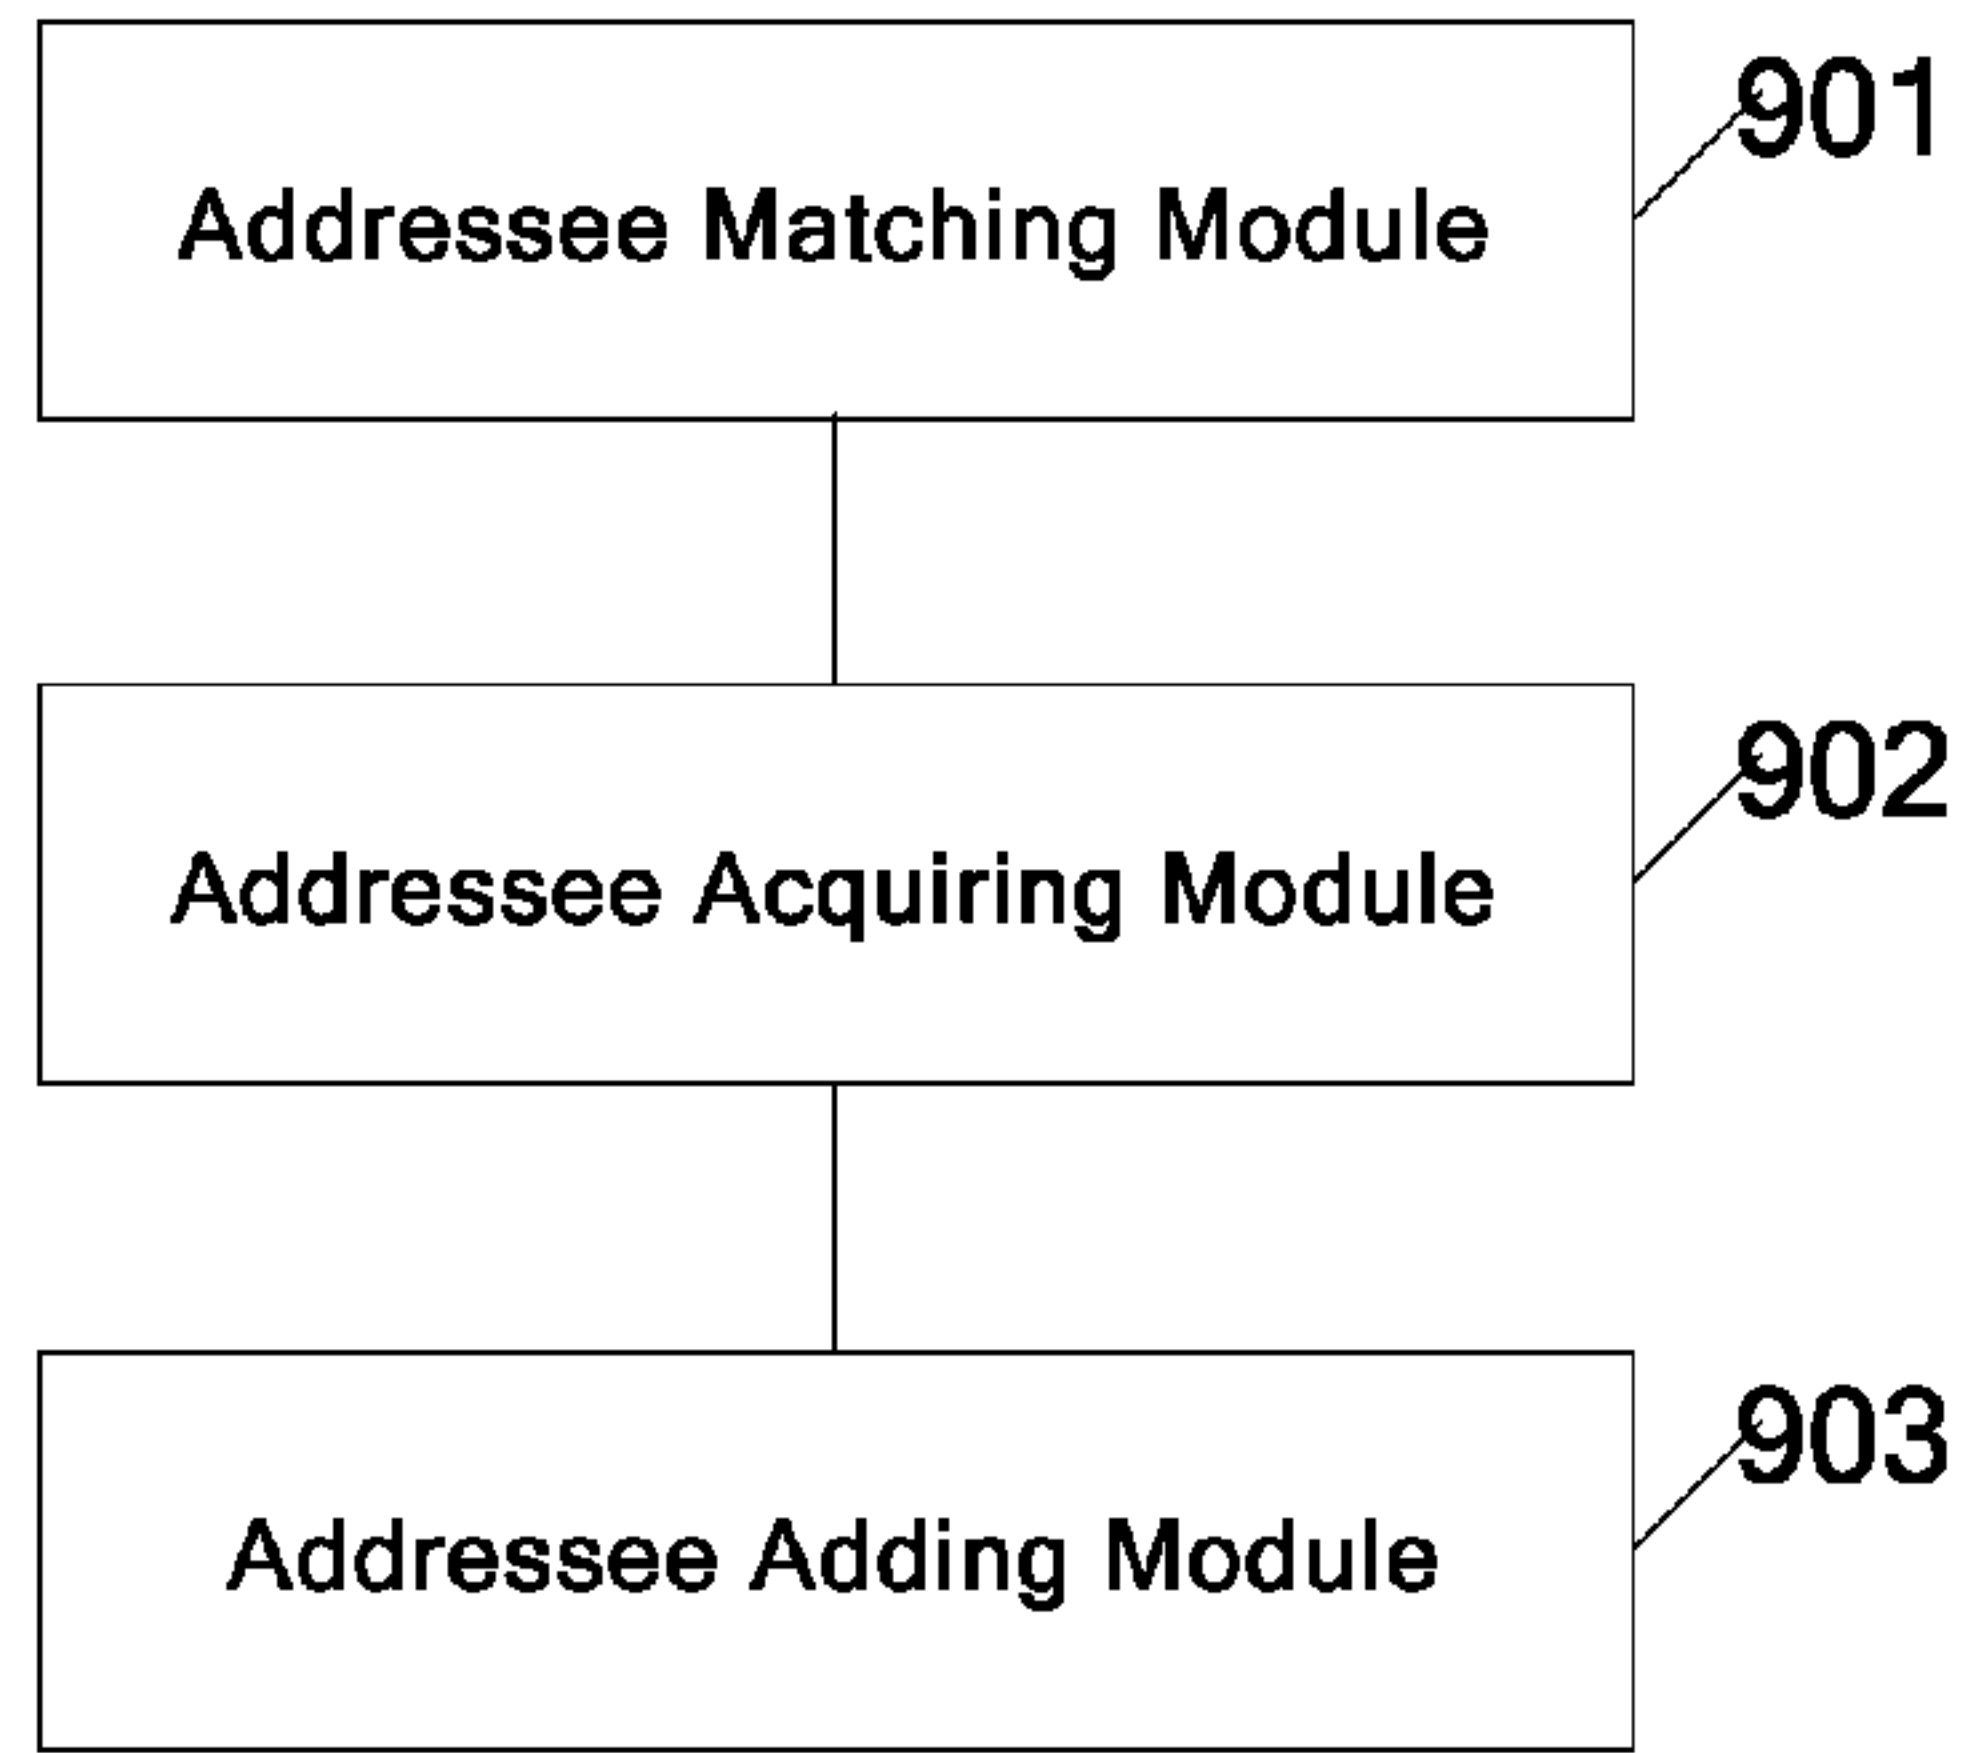 901
Addressee Matching Module
902
Addressee Acquiring Module
903
Addressee Adding Module